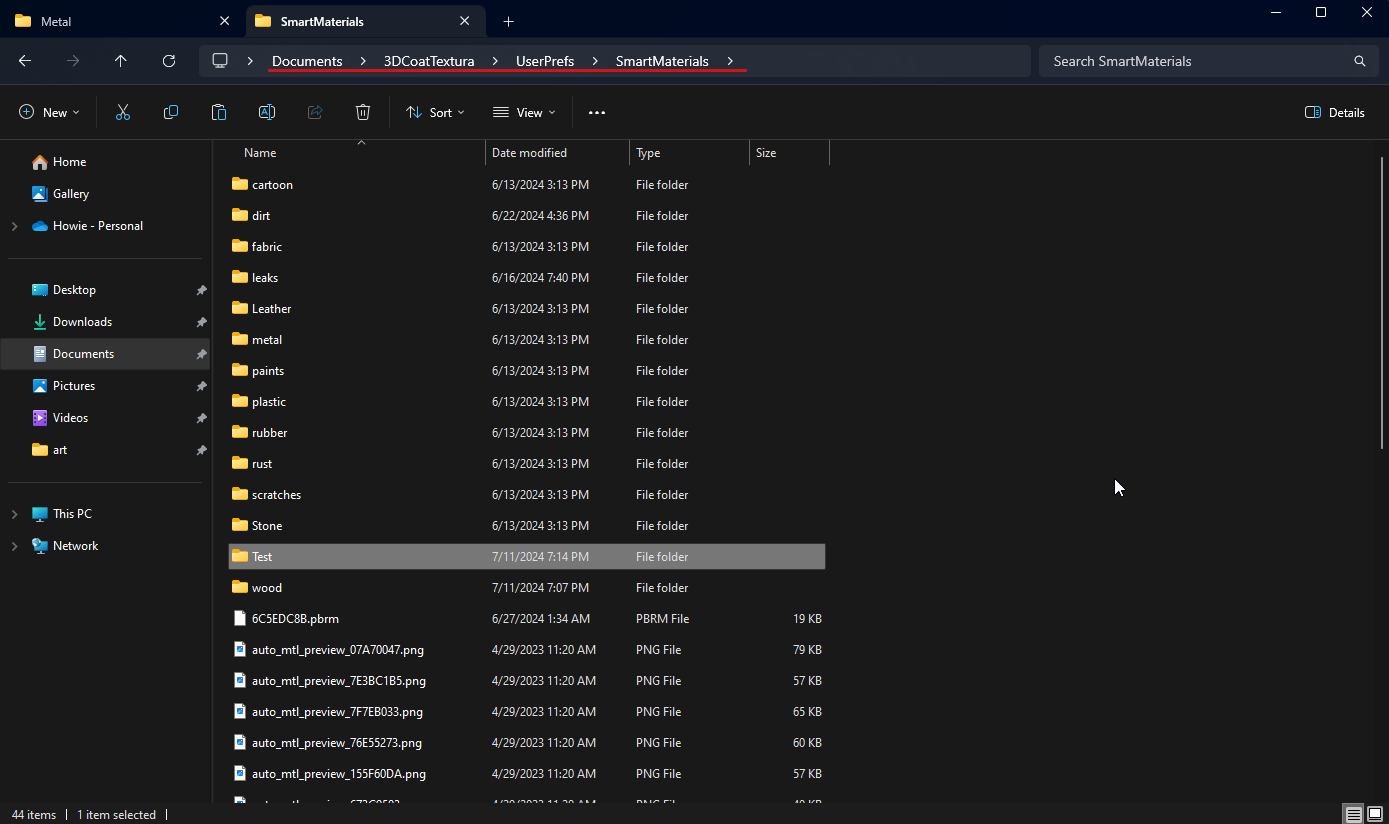 Metal
SmartMaterials
Documents > 3DCoatTextura > UserPrefs > SmartMaterials >
Search SmartMaterials
New
Sort
View
Details
Name Date modified Type Size
Home
Gallery
Howie - Personal
Desktop
Downloads
Documents
Pictures
Videos
art
This PC
Network
cartoon 6/13/2024 3:13 PM File folder
dirt 6/22/2024 4:36 PM File folder
fabric 6/13/2024 3:13 PM File folder
leaks 6/16/2024 7:40 PM File folder
Leather 6/13/2024 3:13 PM File folder
metal 6/13/2024 3:13 PM File folder
paints 6/13/2024 3:13 PM File folder
plastic 6/13/2024 3:13 PM File folder
rubber 6/13/2024 3:13 PM File folder
rust 6/13/2024 3:13 PM File folder
scratches 6/13/2024 3:13 PM File folder
Stone 6/13/2024 3:13 PM File folder
Test 7/11/2024 7:14 PM File folder
wood 7/11/2024 7:07 PM File folder
6C5EDC8B.pbrm 6/27/2024 1:34 AM PBRM File 19 KB
auto_mtl_preview_07A70047.png 4/29/2023 11:20 AM PNG File 79 KB
auto_mtl_preview_7E3BC1B5.png 4/29/2023 11:20 AM PNG File 57 KB
auto_mtl_preview_7F7EB033.png 4/29/2023 11:20 AM PNG File 65 KB
auto_mtl_preview_76E55273.png 4/29/2023 11:20 AM PNG File 60 KB
auto_mtl_preview_155F60DA.png 4/29/2023 11:20 AM PNG File 57 KB
44 items
1 item selected